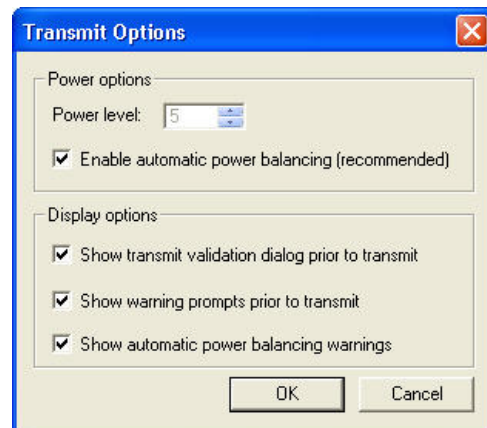 Transmit Options
Power options
Power level: 5
Enable automatic power balancing (recommended)
Display options
Show transmit validation dialog prior to transmit
Show warning prompts prior to transmit
Show automatic power balancing warnings
OK Cancel